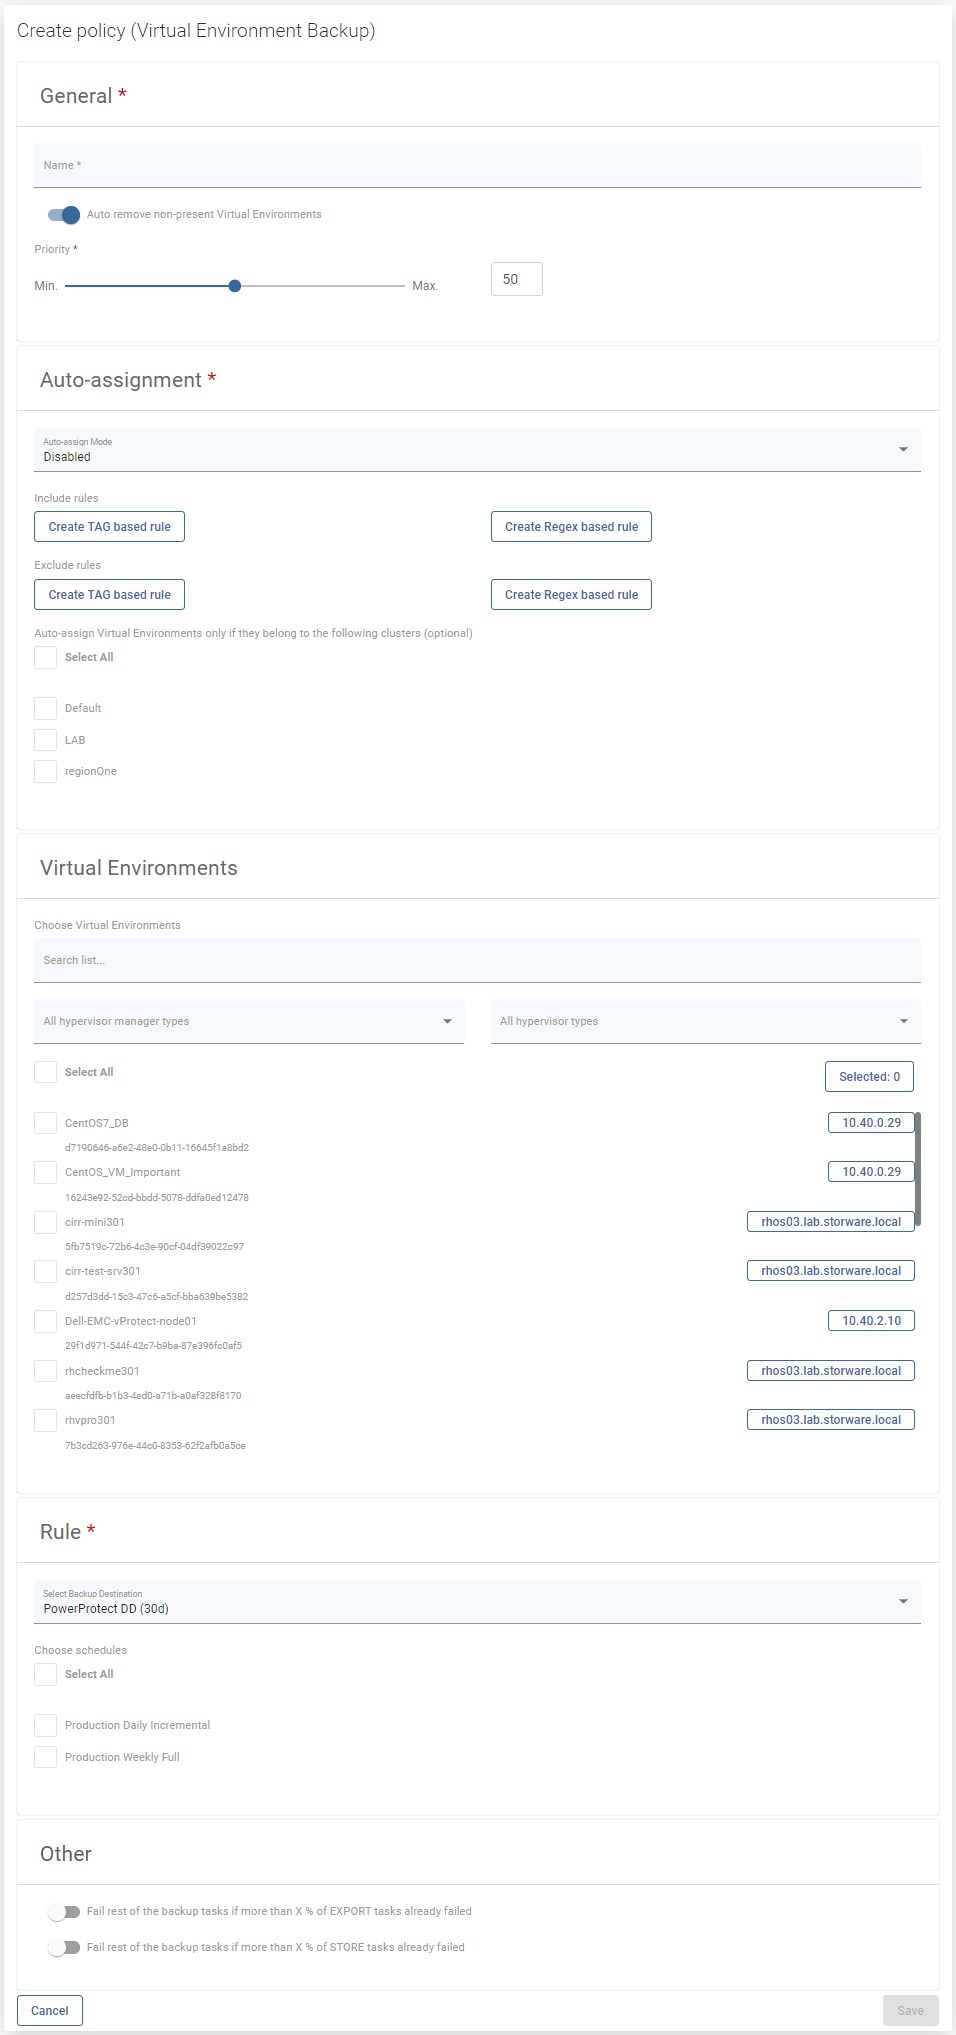 Create policy (Virtual Environment Backup)
General *
Name *
Auto remove non-present Virtual Environments
Priority *
Min. Max. 50
Auto-assignment *
Auto-assign Mode
Disabled
Include rules
Create TAG based rule Create Regex based rule
Exclude rules
Create TAG based rule Create Regex based rule
Auto-assign Virtual Environments only if they belong to the following clusters (optional)
Select All
Default
LAB
regionOne
Virtual Environments
Choose Virtual Environments
Search list...
All hypervisor manager types All hypervisor types
Select All Selected: 0
CentOS7_DB 10.40.0.29
d7190646-a6e2-48e0-0b11-16645f1a8bd2
CentOS_VM_Important 10.40.0.29
16243e92-52cd-bbdd-5078-ddfa0ed12478
cirr-mini301 rhos03.lab.storware.local
5fb7519c-72b6-4c3e-90cf-04df39022c97
cirr-test-srv301 rhos03.lab.storware.local
d257d3dd-15c3-47c6-a5cf-bba639be5382
Dell-EMC-vProtect-node01 10.40.2.10
29f1d971-544f-42c7-b9ba-87e396fc0af5
rhcheckme301 rhos03.lab.storware.local
aeecfdfb-b1b3-4ed0-a71b-a0af328f8170
rhvpro301 rhos03.lab.storware.local
7b3cd263-976e-44c0-8353-62f2afb0a5ce
Rule *
Select Backup Destination
PowerProtect DD (30d)
Choose schedules
Select All
Production Daily Incremental
Production Weekly Full
Other
Fail rest of the backup tasks if more than X % of EXPORT tasks already failed
Fail rest of the backup tasks if more than X % of STORE tasks already failed
Cancel Save